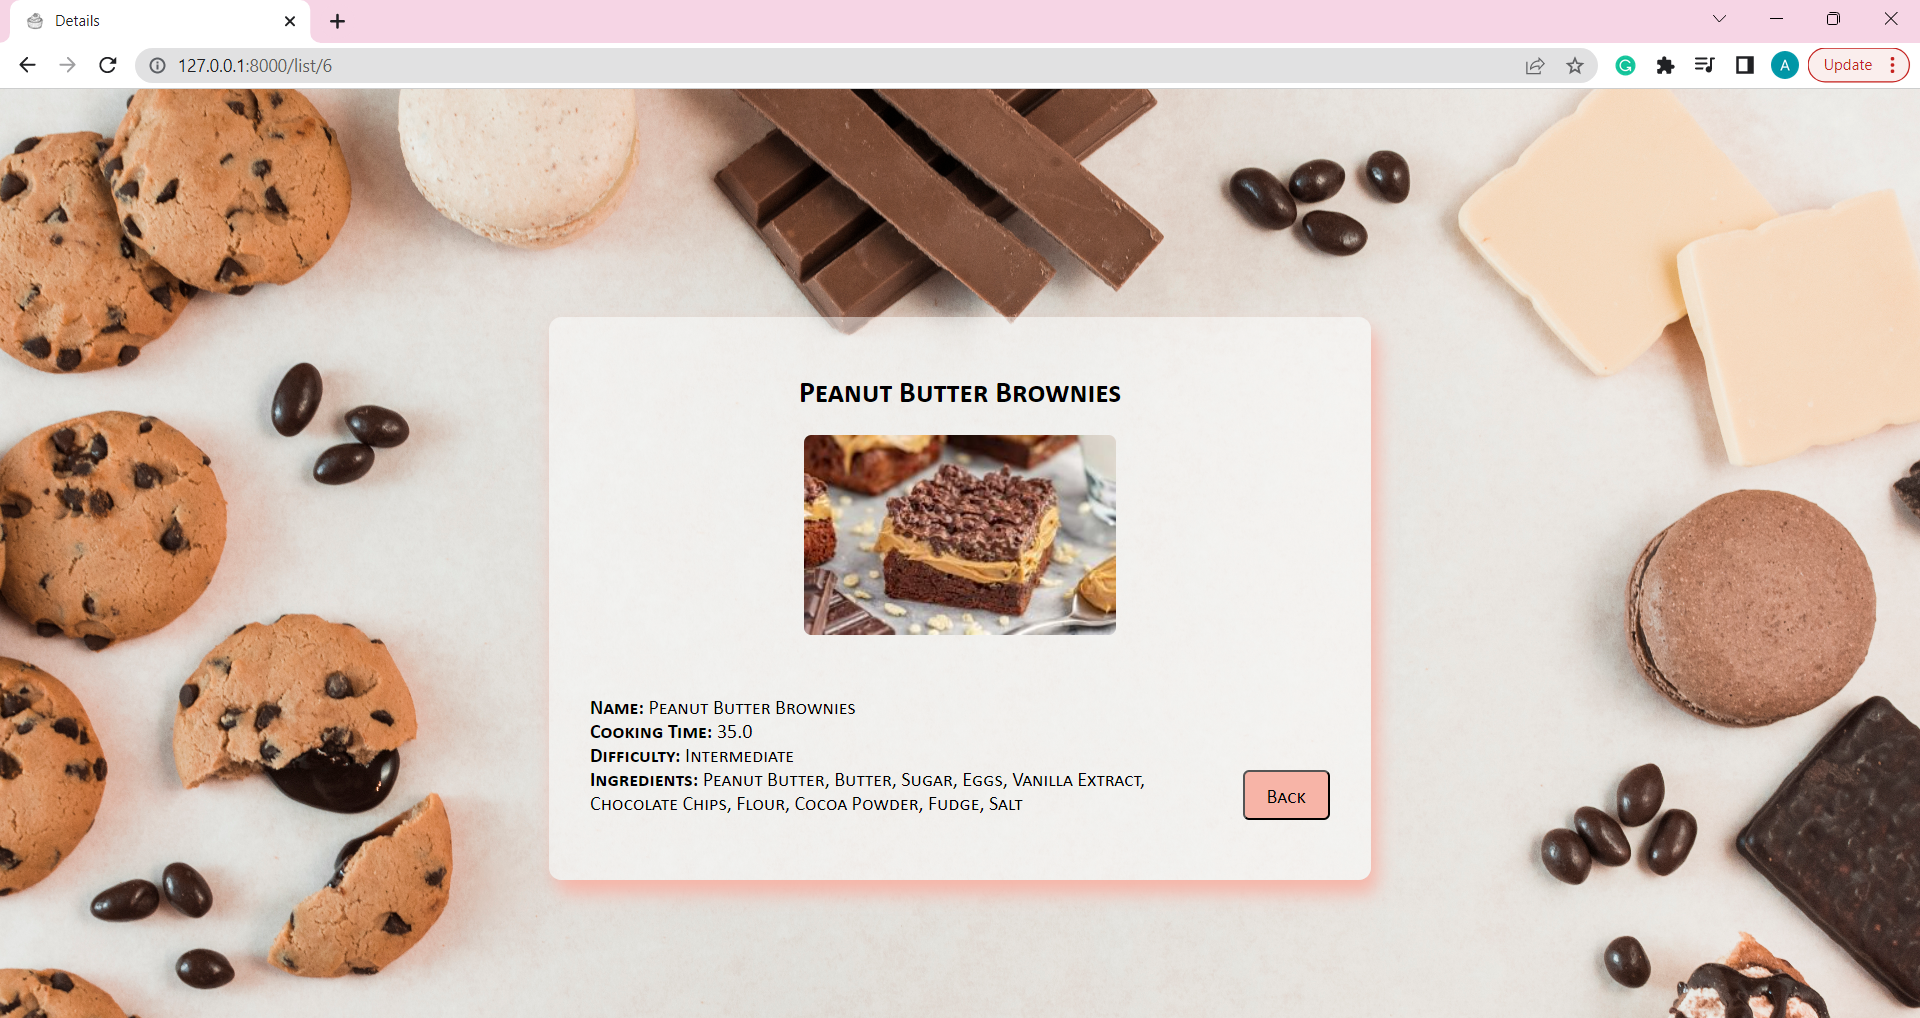 Details
127.0.0.1:8000/list/6
A
Update
Peanut Butter Brownies
Name: Peanut Butter Brownies
Cooking Time: 35.0
Difficulty: Intermediate
Ingredients: Peanut Butter, Butter, Sugar, Eggs, Vanilla Extract,
Chocolate Chips, Flour, Cocoa Powder, Fudge, Salt
Back